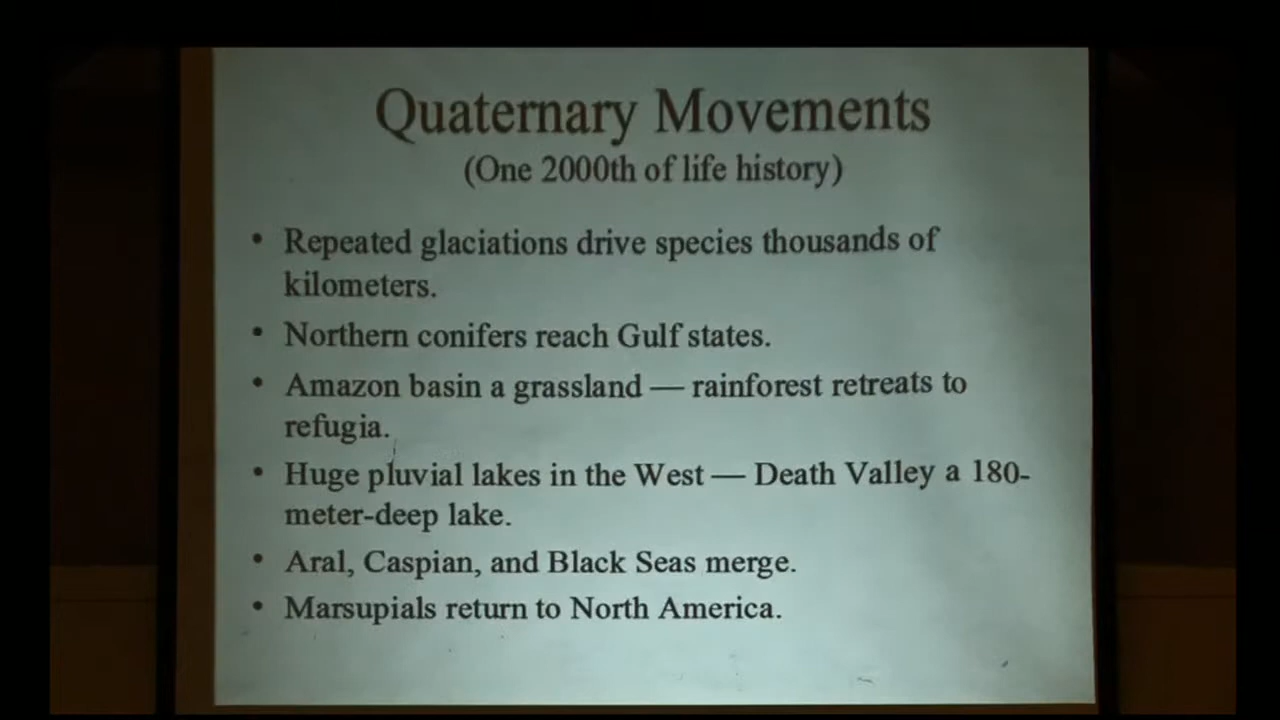 Quaternary Movements
(One 2000th of life history)
• Repeated glaciations drive species thousands of
kilometers.
• Northern conifers reach Gulf states.
• Amazon basin a grassland — rainforest retreats to
refugia.
• Huge pluvial lakes in the West — Death Valley a 180-
meter-deep lake.
• Aral, Caspian, and Black Seas merge.
• Marsupials return to North America.